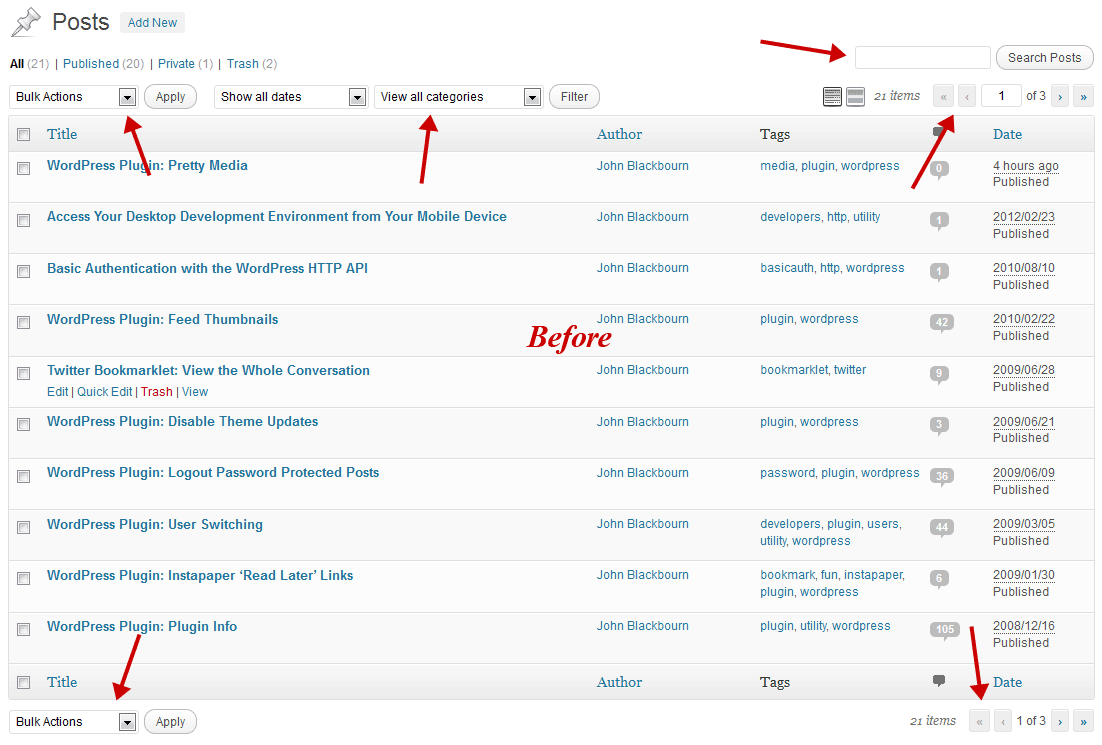 Posts Add New
All (21) | Published (20) | Private (1) | Trash (2)
Search Posts
Bulk Actions Apply Show all dates View all categories Filter 21 items « ‹ 1 of 3 › »
Title Author Tags Date
WordPress Plugin: Pretty Media John Blackbourn media, plugin, wordpress 0 4 hours ago
Published
Access Your Desktop Development Environment from Your Mobile Device John Blackbourn developers, http, utility 1 2012/02/23
Published
Basic Authentication with the WordPress HTTP API John Blackbourn basicauth, http, wordpress 1 2010/08/10
Published
WordPress Plugin: Feed Thumbnails John Blackbourn plugin, wordpress 42 2010/02/22
Before Published
Twitter Bookmarklet: View the Whole Conversation John Blackbourn bookmarklet, twitter 9 2009/06/28
Edit | Quick Edit | Trash | View Published
WordPress Plugin: Disable Theme Updates John Blackbourn plugin, wordpress 3 2009/06/21
Published
WordPress Plugin: Logout Password Protected Posts John Blackbourn password, plugin, wordpress 36 2009/06/09
Published
WordPress Plugin: User Switching John Blackbourn developers, plugin, users, 44 2009/03/05
utility, wordpress Published
WordPress Plugin: Instapaper ‘Read Later’ Links John Blackbourn bookmark, fun, instapaper, 6 2009/01/30
plugin, wordpress Published
WordPress Plugin: Plugin Info John Blackbourn plugin, utility, wordpress 105 2008/12/16
Published
Title Author Tags Date
Bulk Actions Apply 21 items « ‹ 1 of 3 › »